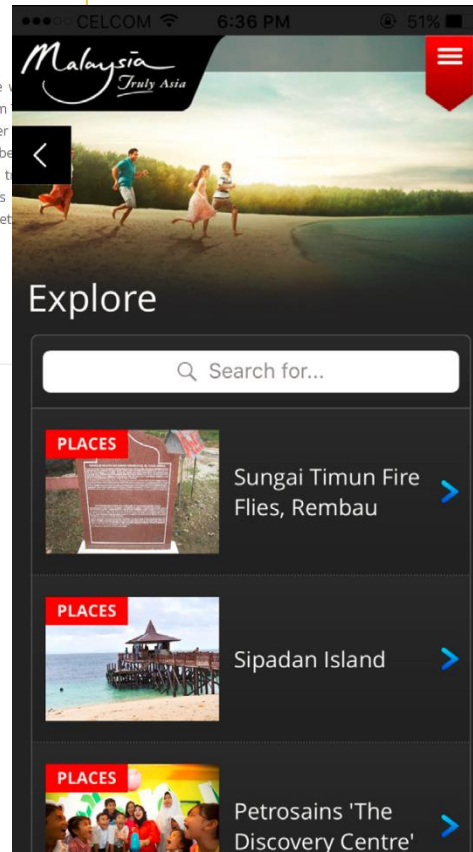 CELCOM 6:36 PM 51%
Malaysia
Truly Asia
Explore
Search for...
PLACES
Sungai Timun Fire
Flies, Rembau
PLACES
Sipadan Island
PLACES
Petrosains 'The
Discovery Centre'